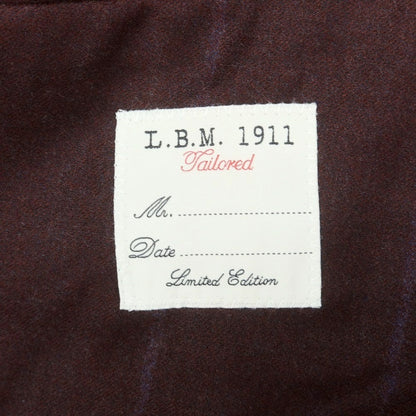 L.B.M. 1911
Tailored
Mr. ........................
Date ........................
Limited Edition